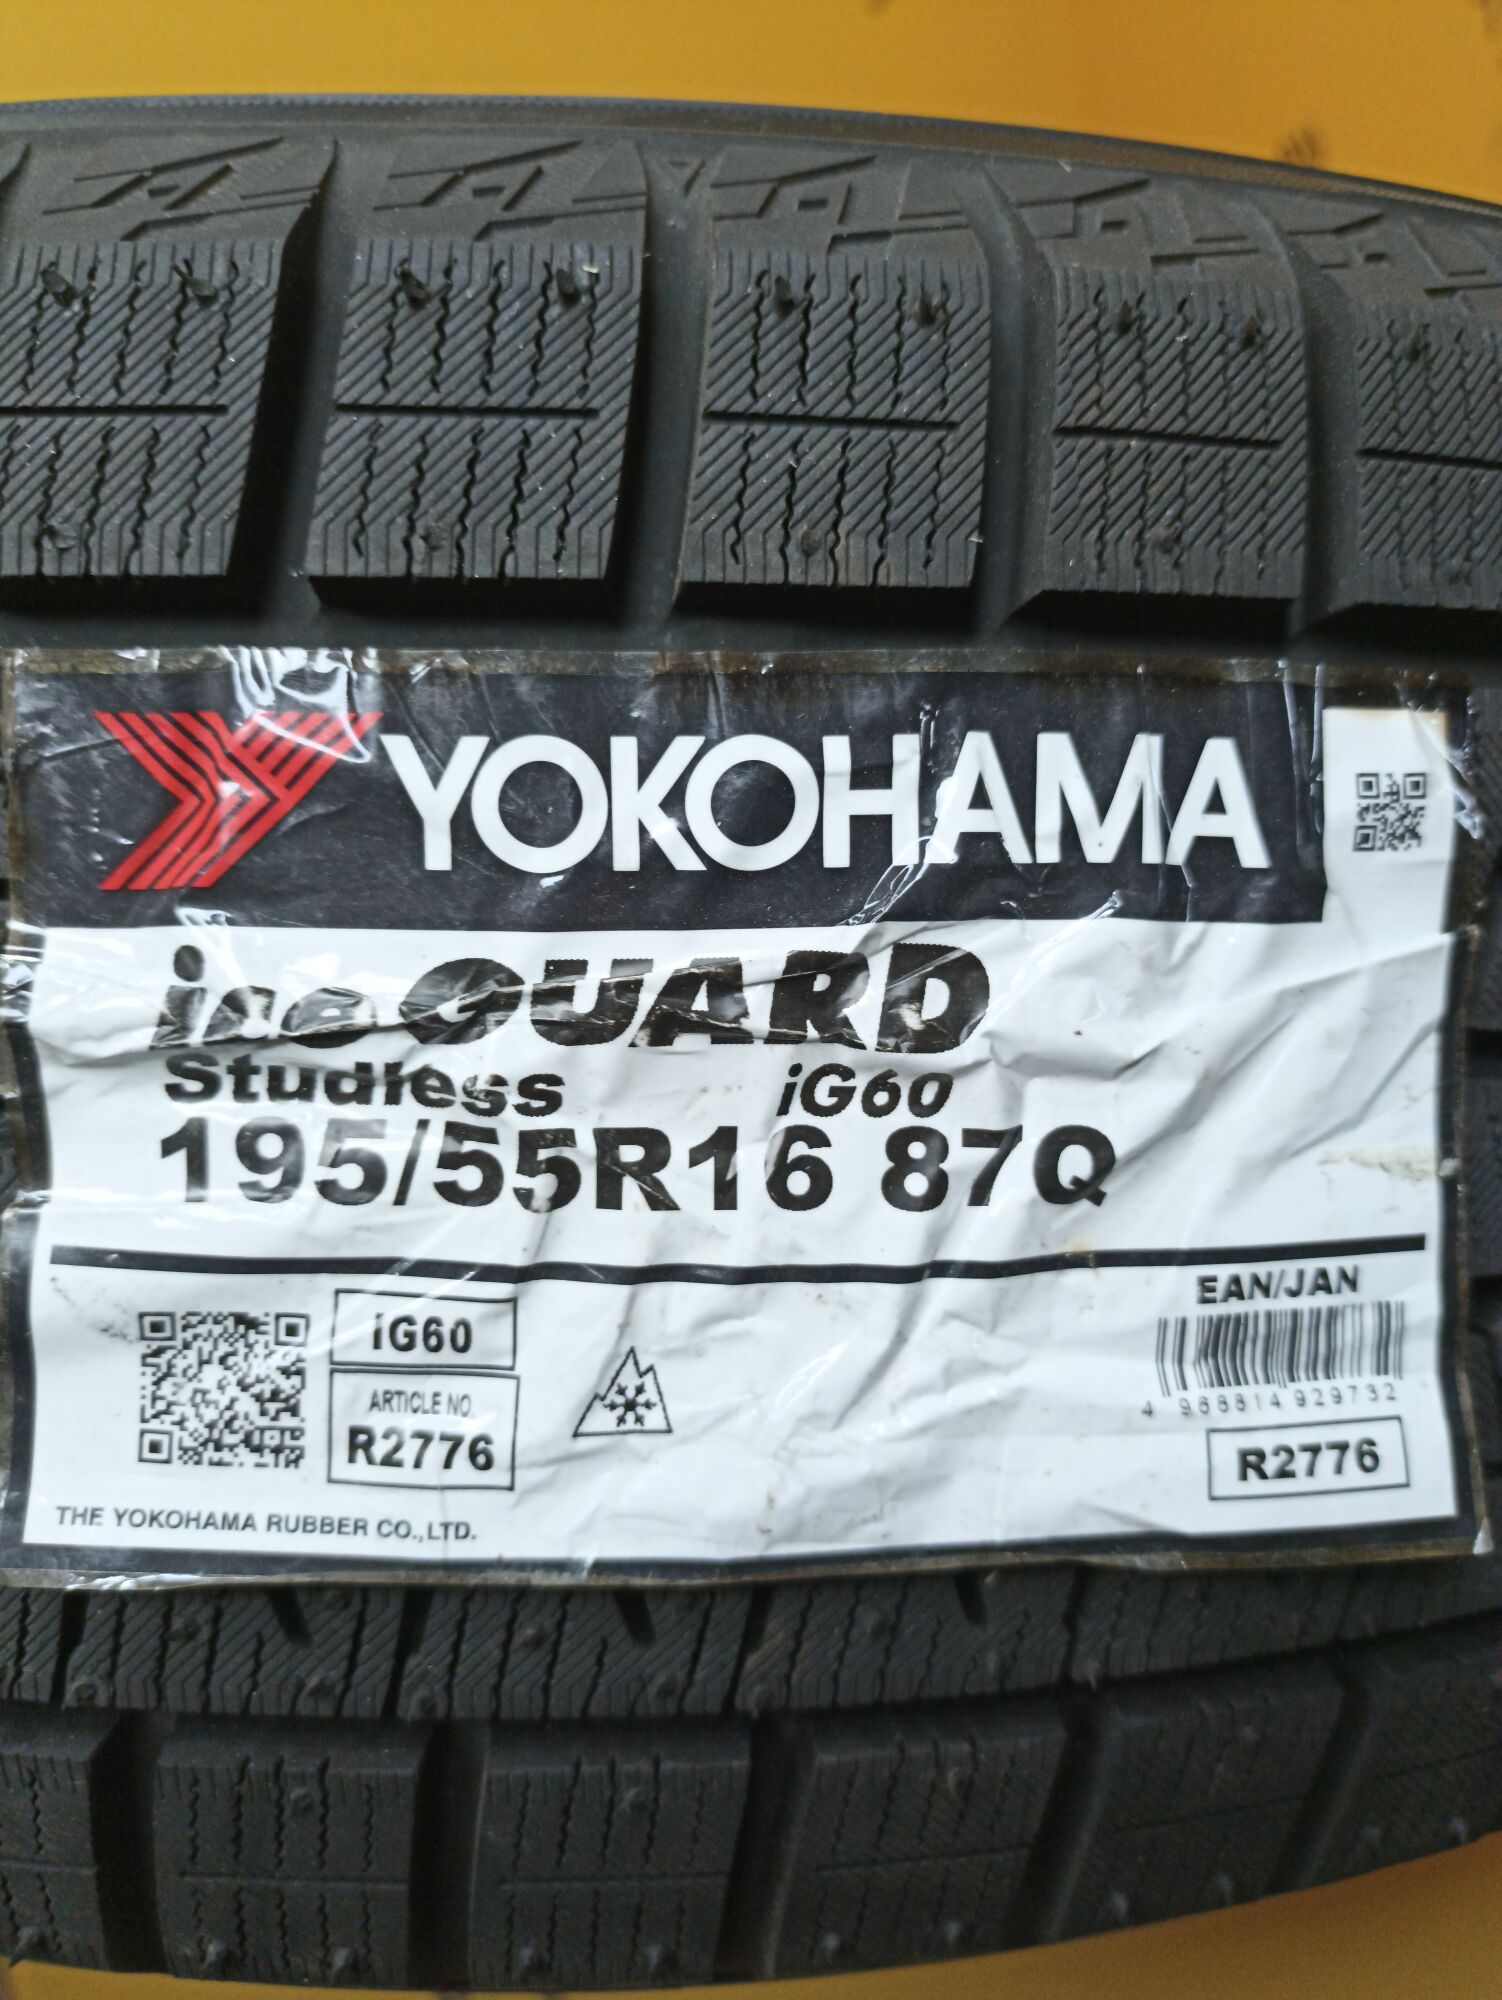 YOKOHAMA
iceGUARD
Studless iG60
195/55R16 87Q
iG60
ARTICLE NO.
R2776
EAN/JAN
4 968814 929732
R2776
THE YOKOHAMA RUBBER CO., LTD.